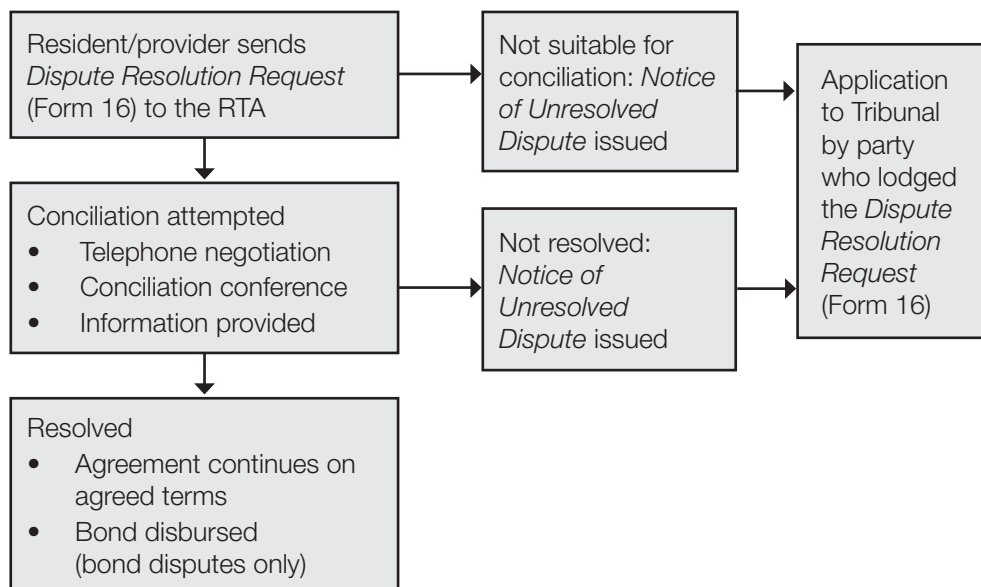 Resident/provider sends
Dispute Resolution Request
(Form 16) to the RTA
Not suitable for
conciliation: Notice
of Unresolved
Dispute issued
Application
to Tribunal
by party
who lodged
the Dispute
Resolution
Request
(Form 16)
Conciliation attempted
• Telephone negotiation
• Conciliation conference
• Information provided
Not resolved:
Notice of
Unresolved
Dispute issued
Resolved
• Agreement continues on
agreed terms
• Bond disbursed
(bond disputes only)